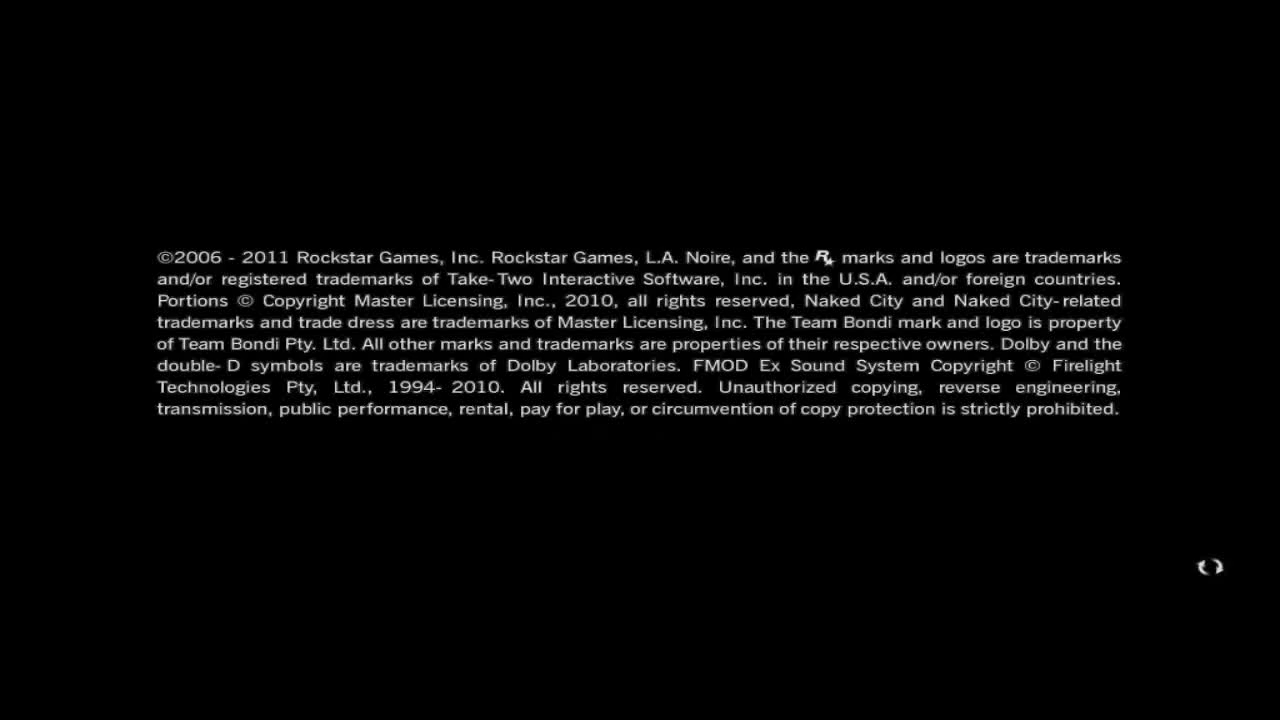 ©2006 - 2011 Rockstar Games, Inc. Rockstar Games, L.A. Noire, and the R★ marks and logos are trademarks
and/or registered trademarks of Take-Two Interactive Software, Inc. in the U.S.A. and/or foreign countries.
Portions © Copyright Master Licensing, Inc., 2010, all rights reserved, Naked City and Naked City-related
trademarks and trade dress are trademarks of Master Licensing, Inc. The Team Bondi mark and logo is property
of Team Bondi Pty. Ltd. All other marks and trademarks are properties of their respective owners. Dolby and the
double- D symbols are trademarks of Dolby Laboratories. FMOD Ex Sound System Copyright © Firelight
Technologies Pty, Ltd., 1994- 2010. All rights reserved. Unauthorized copying, reverse engineering,
transmission, public performance, rental, pay for play, or circumvention of copy protection is strictly prohibited.